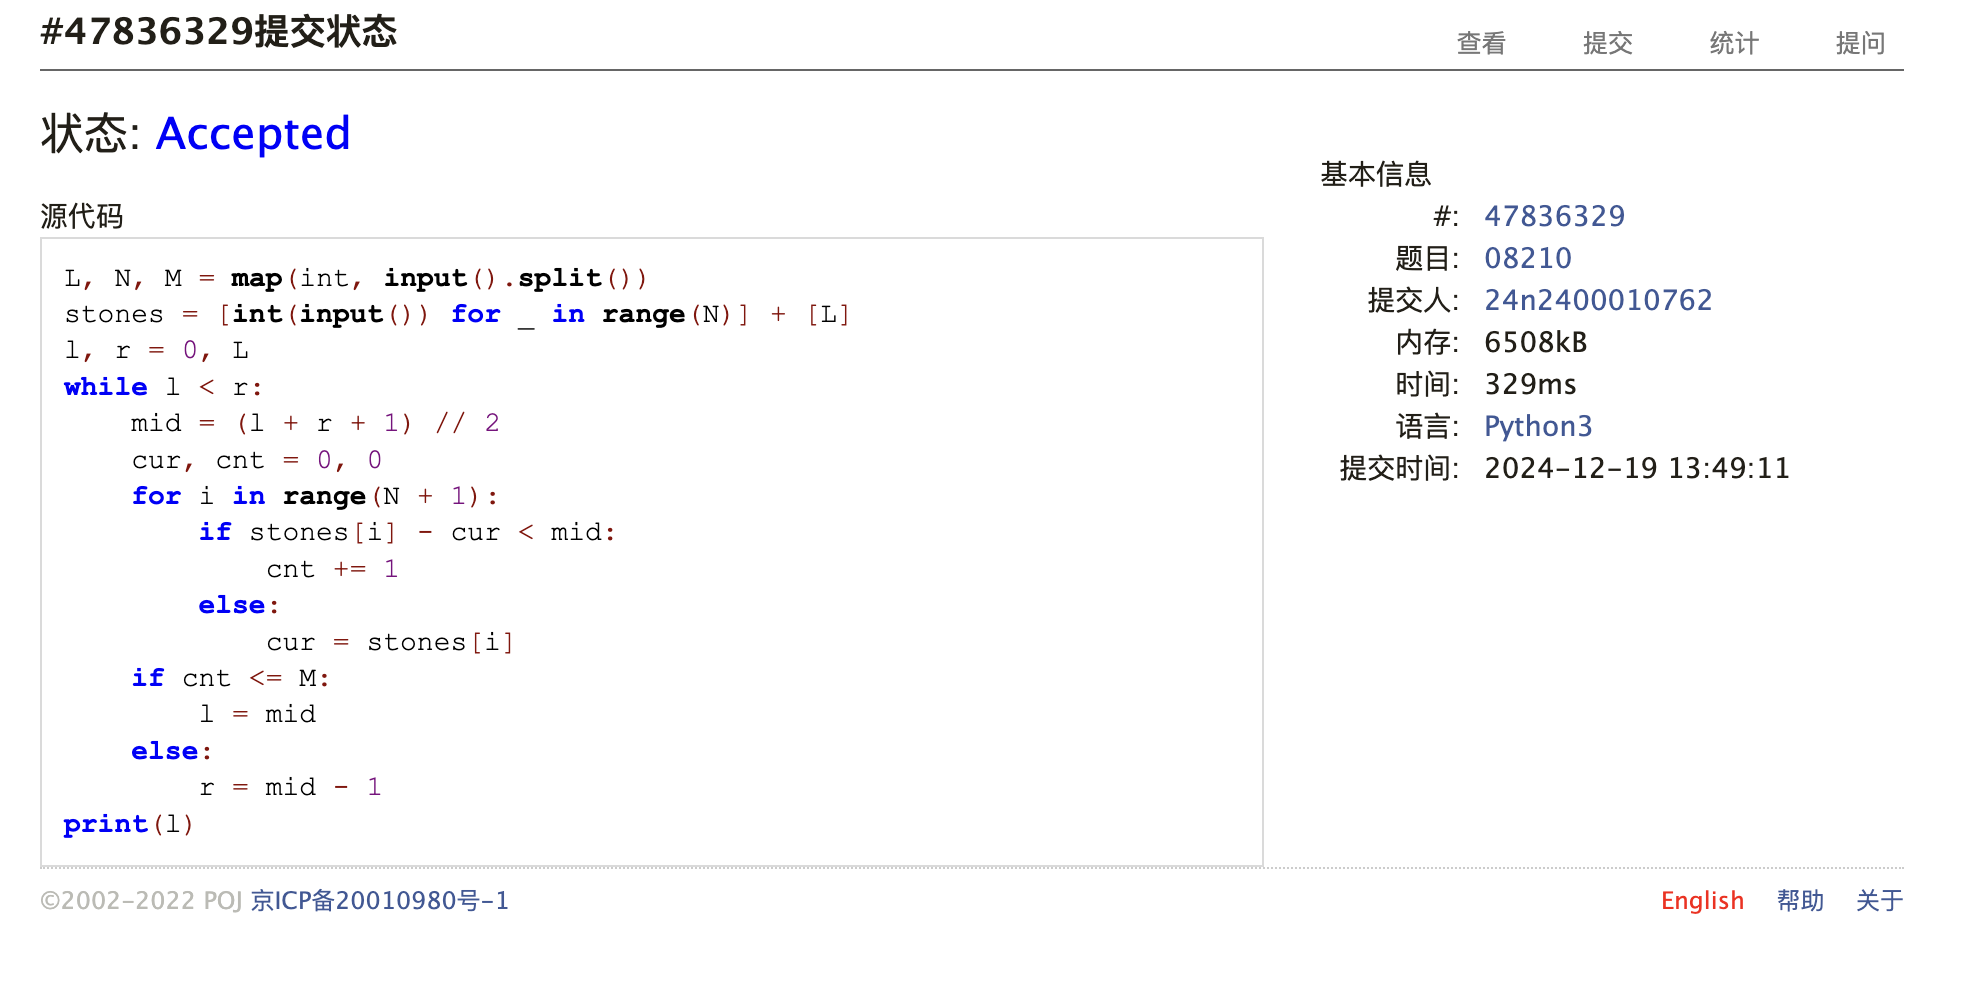 #47836329提交状态
查看 提交 统计 提问
状态: Accepted
源代码
L, N, M = map(int, input().split())
stones = [int(input()) for _ in range(N)] + [L]
l, r = 0, L
while l < r:
    mid = (l + r + 1) // 2
    cur, cnt = 0, 0
    for i in range(N + 1):
        if stones[i] - cur < mid:
            cnt += 1
        else:
            cur = stones[i]
    if cnt <= M:
        l = mid
    else:
        r = mid - 1
print(l)
基本信息
#: 47836329
题目: 08210
提交人: 24n2400010762
内存: 6508kB
时间: 329ms
语言: Python3
提交时间: 2024-12-19 13:49:11
©2002-2022 POJ 京ICP备20010980号-1
English 帮助 关于